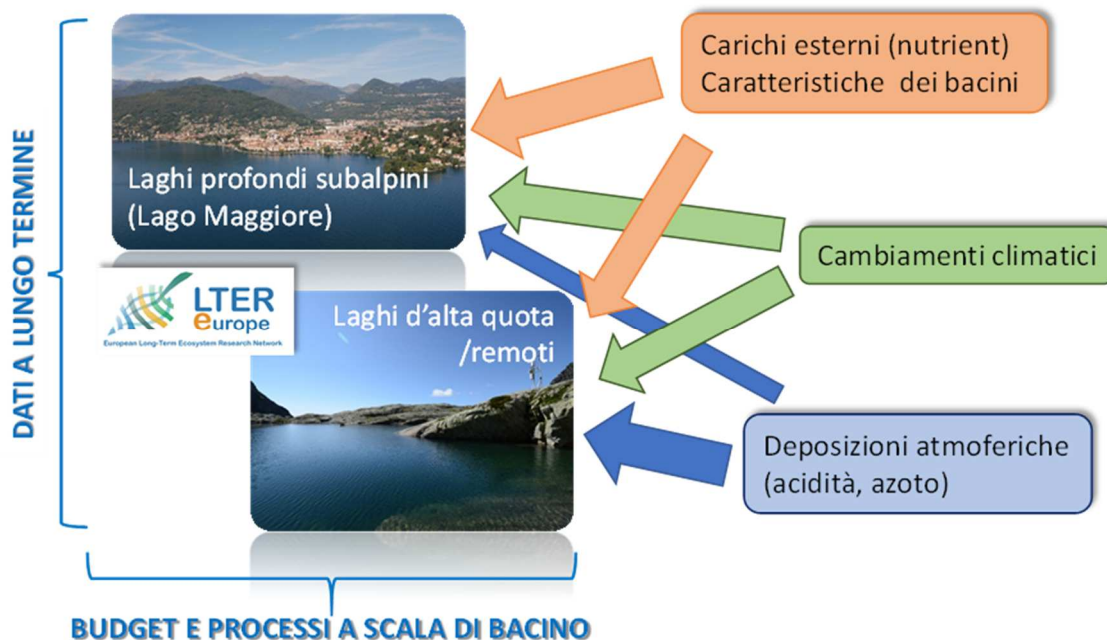 Carichi esterni (nutrient)
Caratteristiche dei bacini
Laghi profondi subalpini
(Lago Maggiore)
Cambiamenti climatici
DATI A LUNGO TERMINE
LTER
europe
European Long-Term Ecosystem Research Network
Laghi d'alta quota
/remoti
Deposizioni atmoferiche
(acidità, azoto)
BUDGET E PROCESSI A SCALA DI BACINO